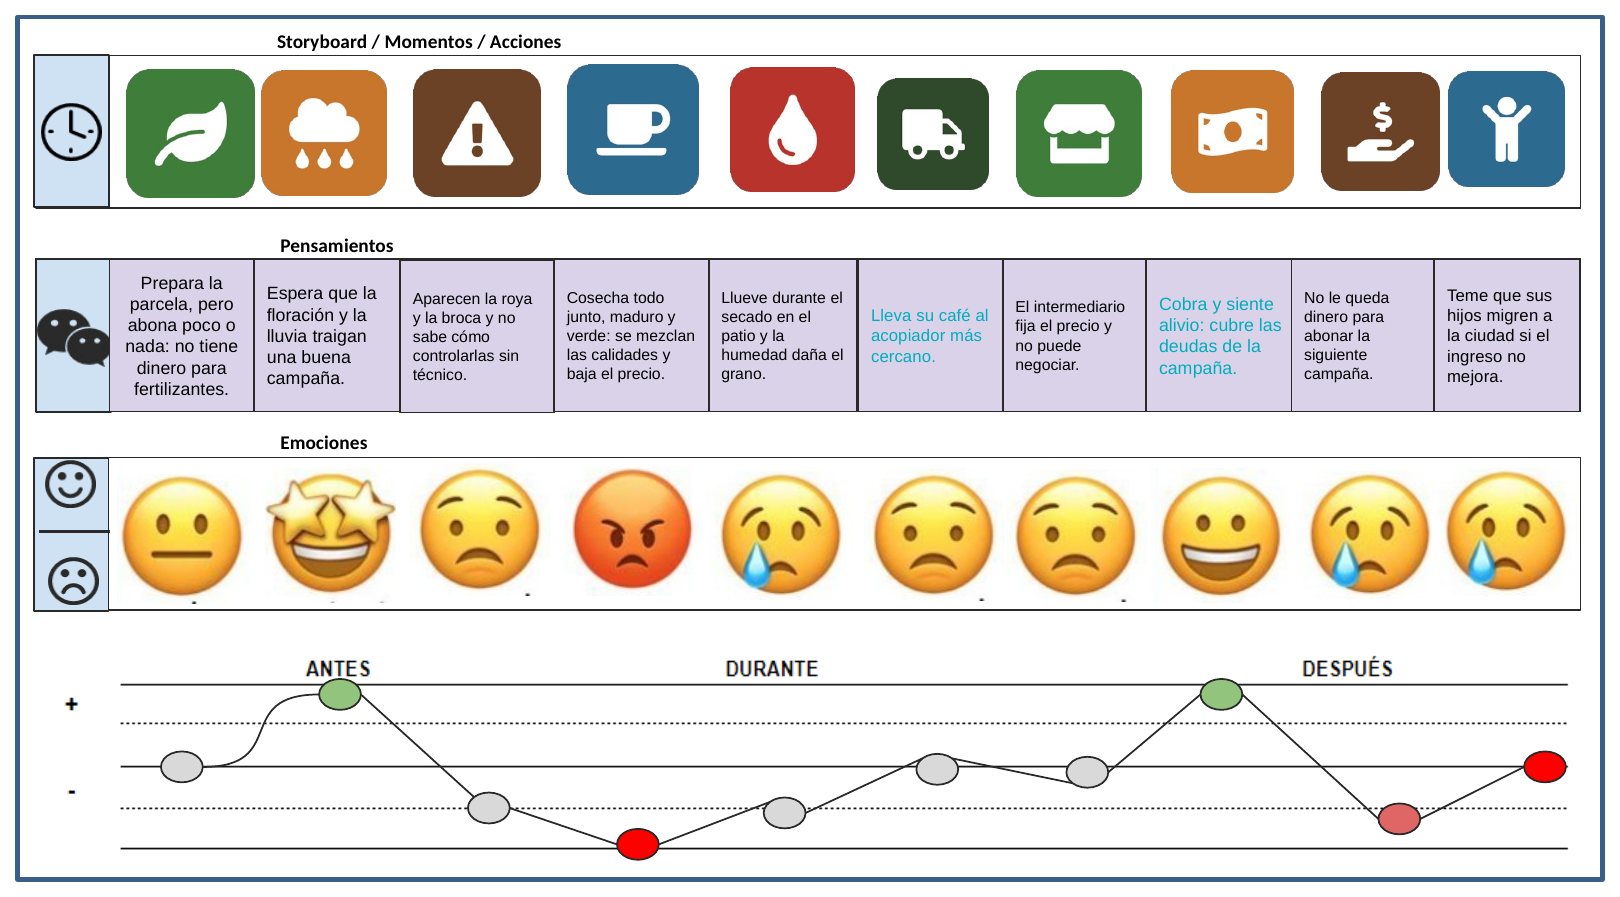 Storyboard / Momentos / Acciones
$
Pensamientos
Prepara la
parcela, pero
abona poco o
nada: no tiene
dinero para
fertilizantes.
Espera que la
floración y la
lluvia traigan
una buena
campaña.
Aparecen la roya
y la broca y no
sabe cómo
controlarlas sin
técnico.
Cosecha todo
junto, maduro y
verde: se mezclan
las calidades y
baja el precio.
Llueve durante el
secado en el
patio y la
humedad daña el
grano.
Lleva su café al
acopiador más
cercano.
El intermediario
fija el precio y
no puede
negociar.
Cobra y siente
alivio: cubre las
deudas de la
campaña.
No le queda
dinero para
abonar la
siguiente
campaña.
Teme que sus
hijos migren a
la ciudad si el
ingreso no
mejora.
Emociones
ANTES
DURANTE
DESPUÉS
+
-